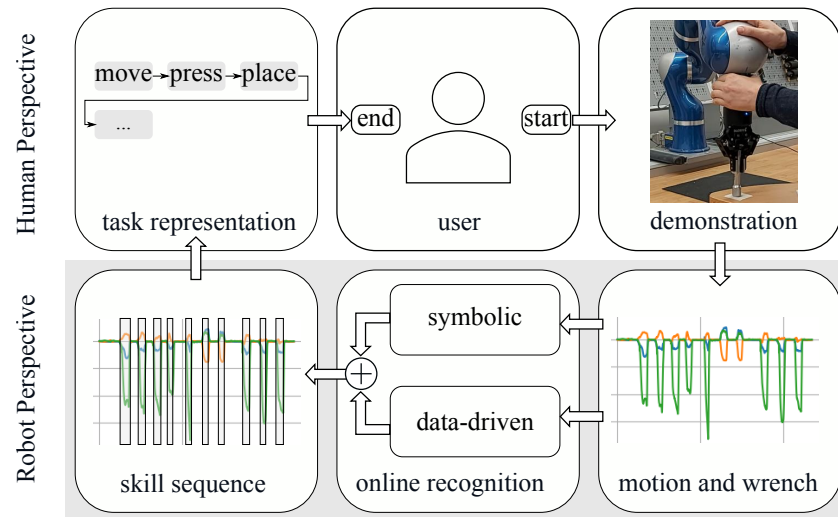 Human Perspective
move press place
...
task representation
end
start
user
demonstration
Robot Perspective
skill sequence
symbolic
+
data-driven
online recognition
motion and wrench